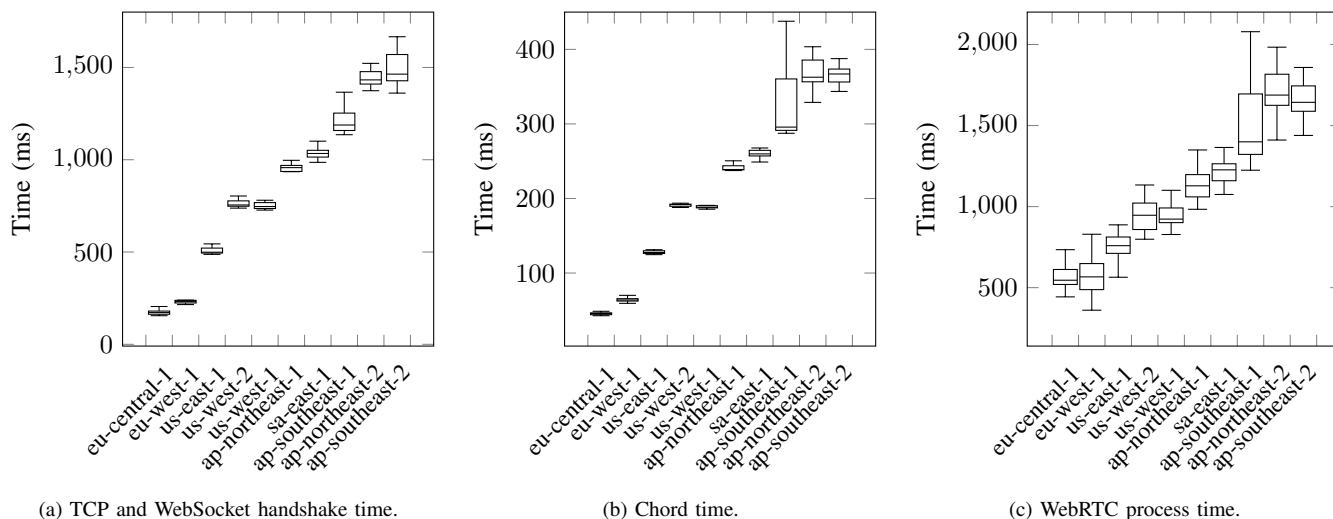 1,500
1,000
500
0
Time (ms)
eu-central-1
eu-west-1
us-east-1
us-west-2
us-west-1
ap-northeast-1
sa-east-1
ap-southeast-1
ap-northeast-2
ap-southeast-2
(a) TCP and WebSocket handshake time.
400
300
200
100
Time (ms)
eu-central-1
eu-west-1
us-east-1
us-west-2
us-west-1
ap-northeast-1
sa-east-1
ap-southeast-1
ap-northeast-2
ap-southeast-2
(b) Chord time.
2,000
1,500
1,000
500
Time (ms)
eu-central-1
eu-west-1
us-east-1
us-west-2
us-west-1
ap-northeast-1
sa-east-1
ap-southeast-1
ap-northeast-2
ap-southeast-2
(c) WebRTC process time.